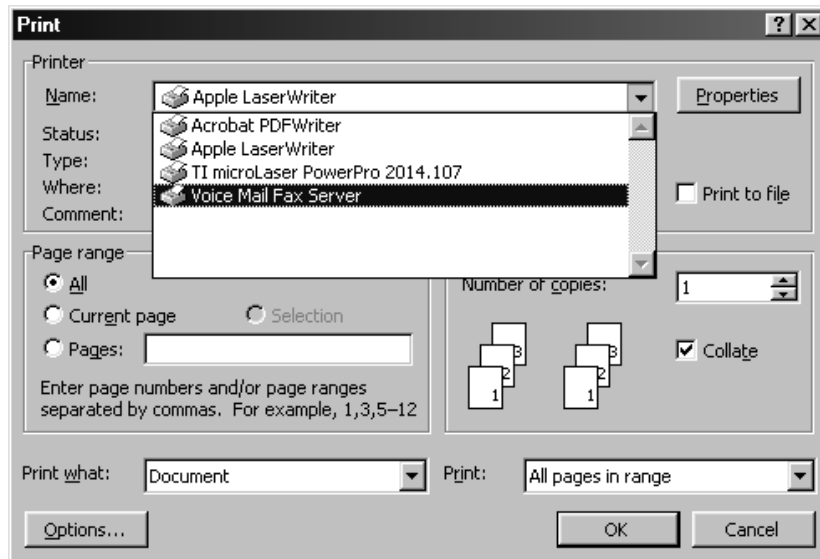 Print
Printer
Name:
Apple LaserWriter
Properties
Acrobat PDFWriter
Apple LaserWriter
TI microLaser PowerPro 2014.107
Voice Mail Fax Server
Status:
Type:
Where:
Comment:
Print to file
Page range
All
Current page
Selection
Pages:
Enter page numbers and/or page ranges
separated by commas. For example, 1,3,5–12
Number of copies:
1
1 2 3
1 2 3
Collate
Print what:
Document
Print:
All pages in range
Options...
OK
Cancel